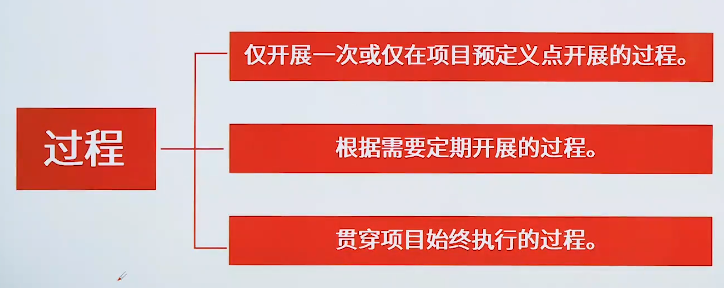 过程
仅开展一次或仅在项目预定义点开展的过程。
根据需要定期开展的过程。
贯穿项目始终执行的过程。